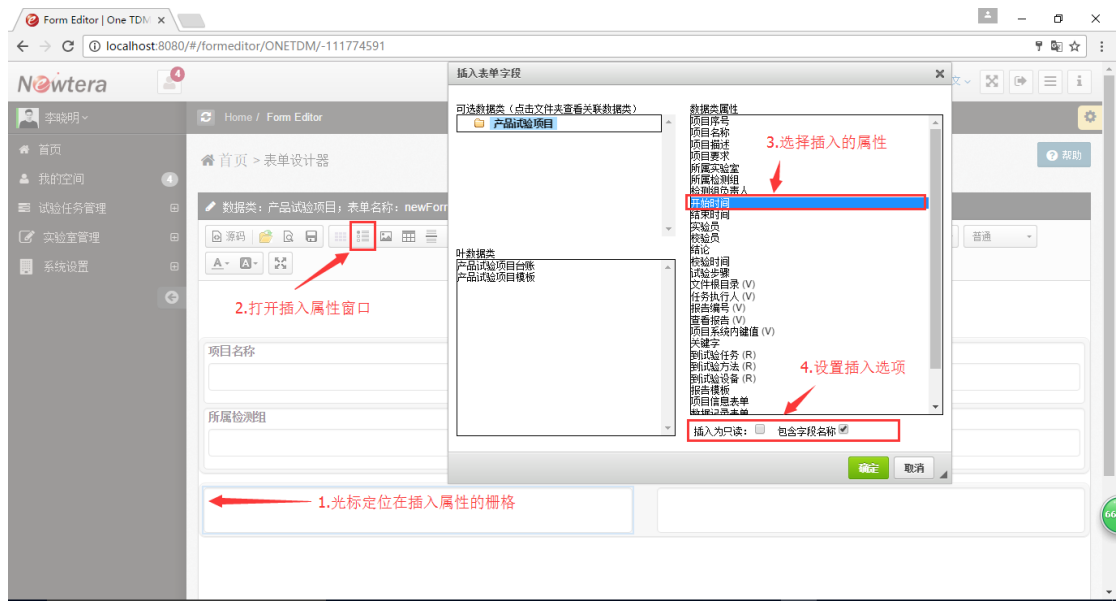 Form Editor | One TDM
localhost:8080/#/formeditor/ONETDM/-111774591
Newtera
4
李晓明
首页
我的空间
4
试验任务管理
实验室管理
系统设置
Home / Form Editor
首页 > 表单设计器
帮助
数据类：产品试验项目；表单名称：newForm
源码
普通
2.打开插入属性窗口
项目名称
所属检测组
1.光标定位在插入属性的栅格
插入表单字段
可选数据类（点击文件夹查看关联数据类）
产品试验项目
叶数据类
产品试验项目台账
产品试验项目模板
数据类属性
项目序号
项目名称
项目描述
项目要求
所属实验室
所属检测组
检测组负责人
开始时间
结束时间
实验员
校验员
结论
校验时间
试验步骤
文件根目录 (V)
任务执行人 (V)
报告编号 (V)
查看报告 (V)
项目系统内键值 (V)
关键字
到试验任务 (R)
到试验方法 (R)
到试验设备 (R)
报告模板
项目信息表单
数据记录表单
3.选择插入的属性
4.设置插入选项
插入为只读：
包含字段名称
确定
取消
66